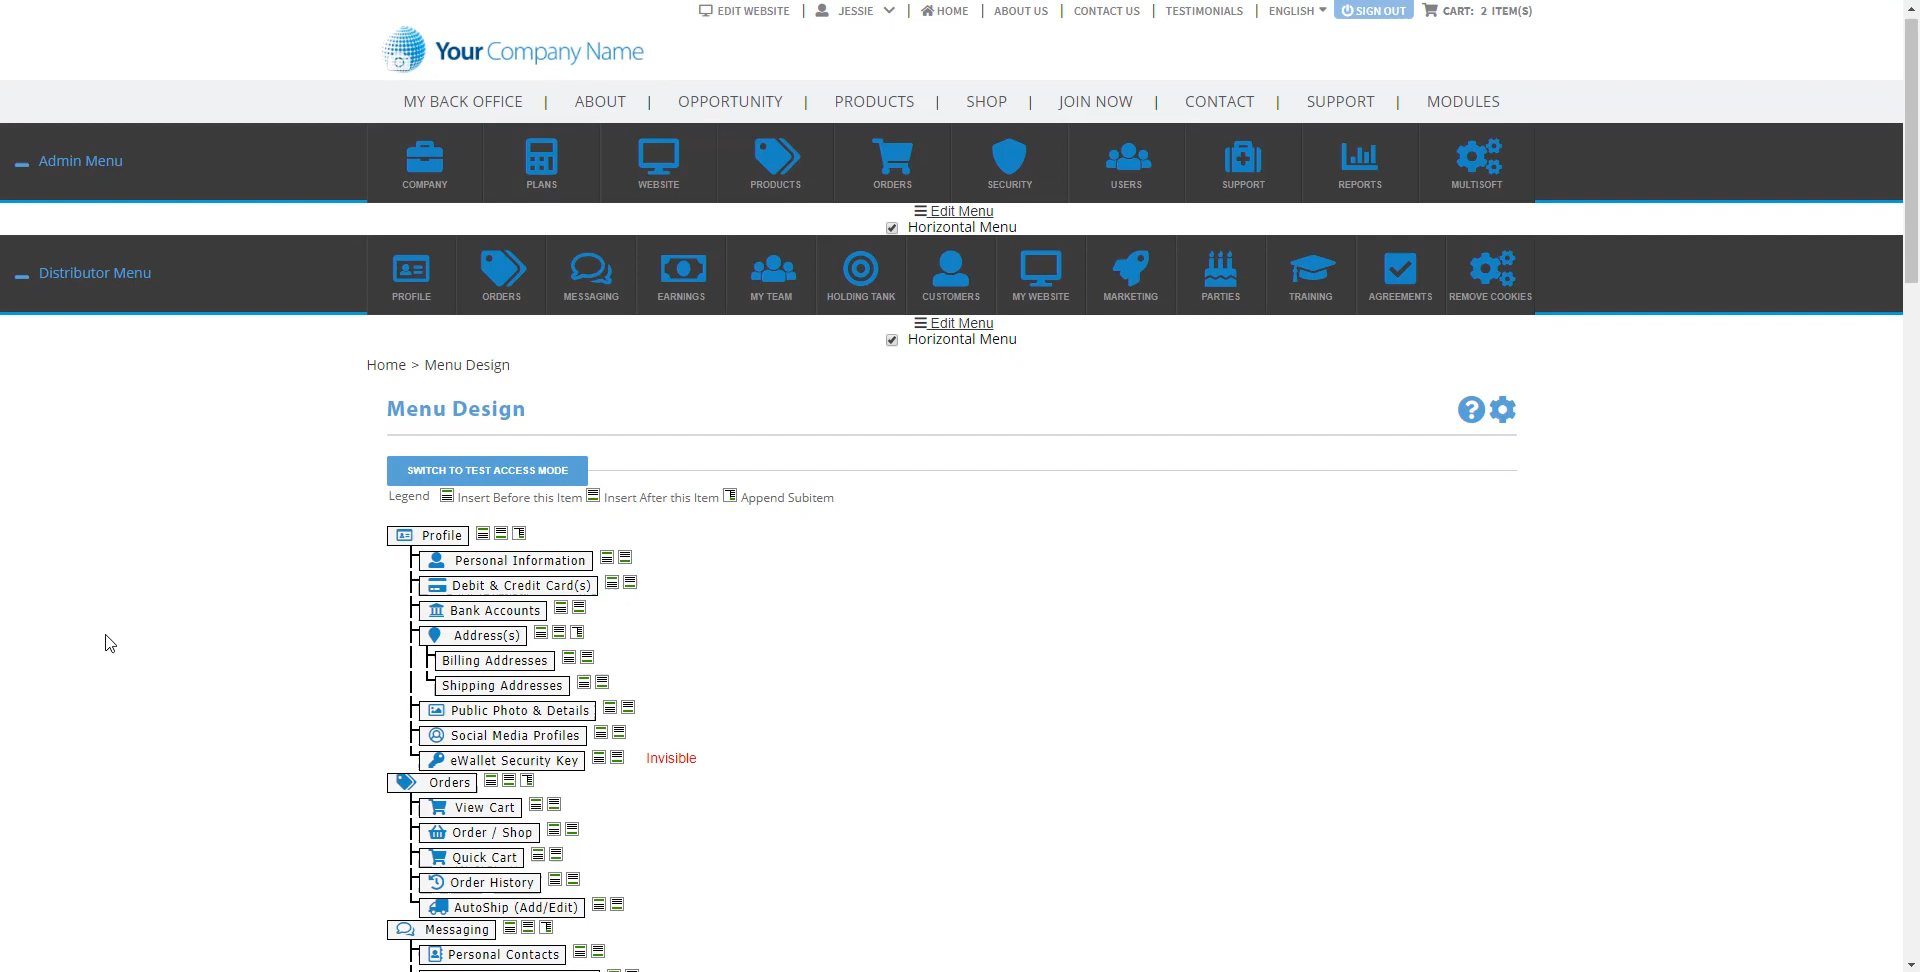 EDIT WEBSITE | JESSIE | HOME | ABOUT US | CONTACT US | TESTIMONIALS | ENGLISH SIGN OUT CART: 2 ITEM(S)
Your Company Name
MY BACK OFFICE | ABOUT | OPPORTUNITY | PRODUCTS | SHOP | JOIN NOW | CONTACT | SUPPORT | MODULES
Admin Menu
COMPANY PLANS WEBSITE PRODUCTS ORDERS SECURITY USERS SUPPORT REPORTS MULTISOFT
Edit Menu
Horizontal Menu
Distributor Menu
PROFILE ORDERS MESSAGING EARNINGS MY TEAM HOLDING TANK CUSTOMERS MY WEBSITE MARKETING PARTIES TRAINING AGREEMENTS REMOVE COOKIES
Edit Menu
Horizontal Menu
Home > Menu Design
Menu Design
SWITCH TO TEST ACCESS MODE
Legend Insert Before this Item Insert After this Item Append Subitem
Profile
Personal Information
Debit & Credit Card(s)
Bank Accounts
Address(s)
Billing Addresses
Shipping Addresses
Public Photo & Details
Social Media Profiles
eWallet Security Key Invisible
Orders
View Cart
Order / Shop
Quick Cart
Order History
AutoShip (Add/Edit)
Messaging
Personal Contacts